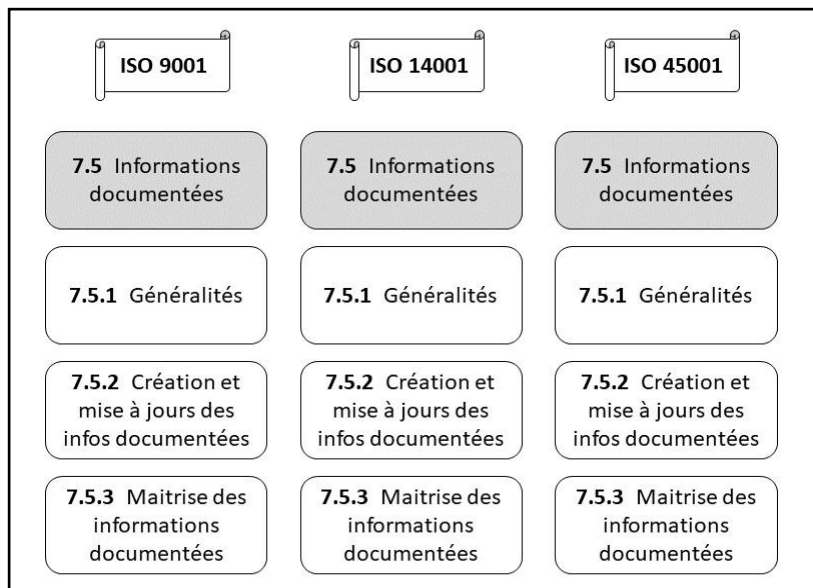 ISO 9001
ISO 14001
ISO 45001
7.5 Informations
documentées
7.5 Informations
documentées
7.5 Informations
documentées
7.5.1 Généralités
7.5.1 Généralités
7.5.1 Généralités
7.5.2 Création et
mise à jours des
infos documentées
7.5.2 Création et
mise à jours des
infos documentées
7.5.2 Création et
mise à jours des
infos documentées
7.5.3 Maitrise des
informations
documentées
7.5.3 Maitrise des
informations
documentées
7.5.3 Maitrise des
informations
documentées